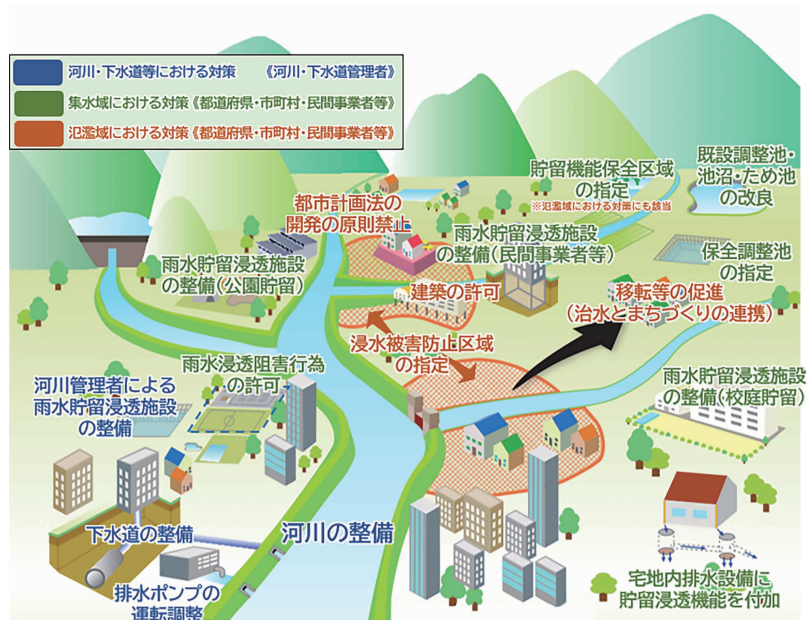 河川・下水道等における対策 《河川・下水道管理者》
集水域における対策《都道府県・市町村・民間事業者等》
氾濫域における対策《都道府県・市町村・民間事業者等》
貯留機能保全区域
の指定
※氾濫域における対策にも該当
既設調整池・
池沼・ため池
の改良
都市計画法の
開発の原則禁止
雨水貯留浸透施設
の整備(民間事業者等)
保全調整池
の指定
雨水貯留浸透施設
の整備(公園貯留)
建築の許可
移転等の促進
(治水とまちづくりの連携)
浸水被害防止区域
の指定
雨水浸透阻害行為
の許可
河川管理者による
雨水貯留浸透施設
の整備
雨水貯留浸透施設
の整備(校庭貯留)
下水道の整備
河川の整備
排水ポンプの
運転調整
宅地内排水設備に
貯留浸透機能を付加